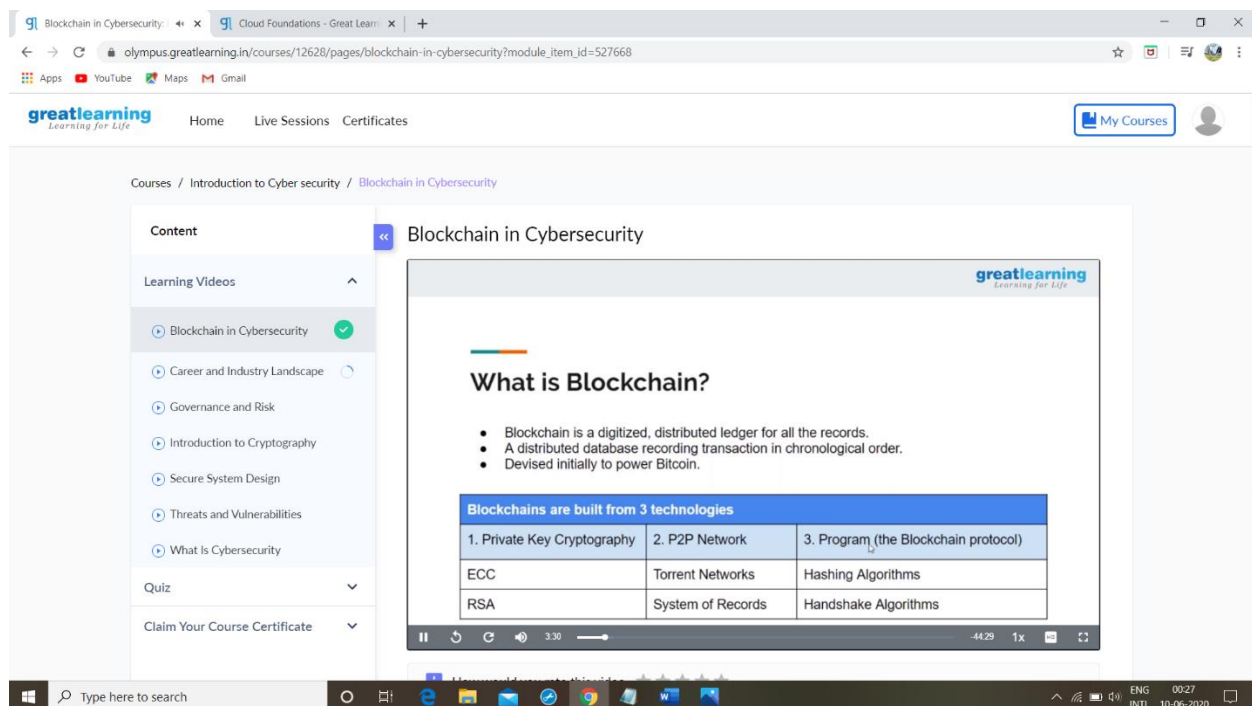 Blockchain in Cybersecurity:
Cloud Foundations - Great Learn
olympus.greatlearning.in/courses/12628/pages/blockchain-in-cybersecurity?module_item_id=527668
Apps YouTube Maps Gmail
greatlearning
Learning for Life
Home Live Sessions Certificates
My Courses
Courses / Introduction to Cyber security / Blockchain in Cybersecurity
Content
Learning Videos
Blockchain in Cybersecurity
Career and Industry Landscape
Governance and Risk
Introduction to Cryptography
Secure System Design
Threats and Vulnerabilities
What Is Cybersecurity
Quiz
Claim Your Course Certificate
Blockchain in Cybersecurity
greatlearning
Learning for Life
What is Blockchain?
• Blockchain is a digitized, distributed ledger for all the records.
• A distributed database recording transaction in chronological order.
• Devised initially to power Bitcoin.
Blockchains are built from 3 technologies
1. Private Key Cryptography 2. P2P Network 3. Program (the Blockchain protocol)
ECC Torrent Networks Hashing Algorithms
RSA System of Records Handshake Algorithms
3:30 -44:29 1x HD
How would you rate this video
Type here to search
ENG 00:27
INTL 10-06-2020